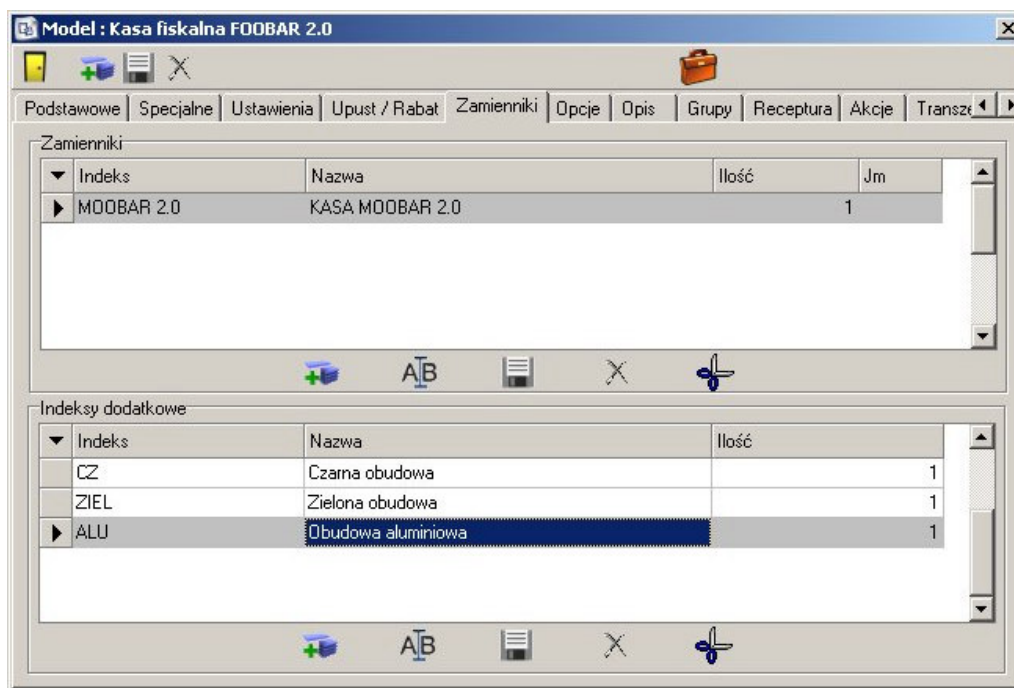 Model : Kasa fiskalna FOOBAR 2.0
Podstawowe Specjalne Ustawienia Upust / Rabat Zamienniki Opcje Opis Grupy Receptura Akcje
Zamienniki
Indeks Nazwa Ilość Jm
MOOBAR 2.0 KASA MOOBAR 2.0 1
AB
Indeksy dodatkowe
Indeks Nazwa Ilość
CZ Czarna obudowa 1
ZIEL Zielona obudowa 1
ALU Obudowa aluminiowa 1
AB